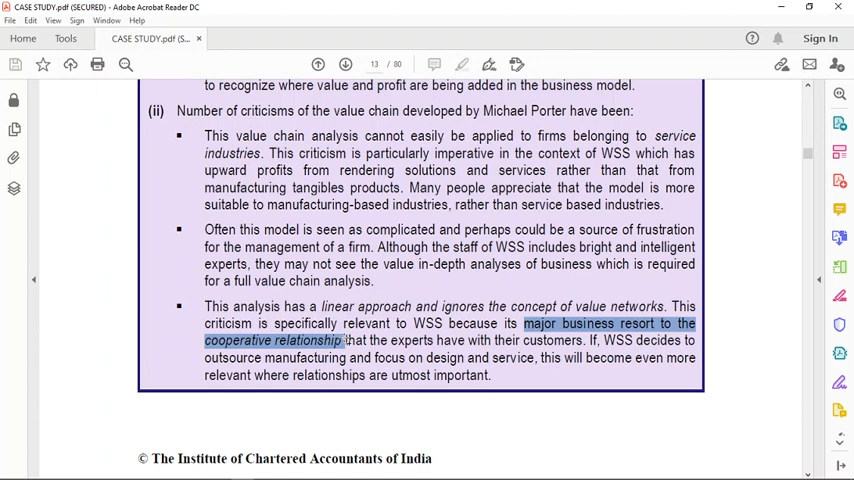 CASE STUDY.pdf (SECURED) - Adobe Acrobat Reader DC
File Edit View Sign Window Help
Home Tools CASE STUDY.pdf (S... × Sign In
13 / 80
to recognize where value and profit are being added in the business model.
(ii) Number of criticisms of the value chain developed by Michael Porter have been:
▪ This value chain analysis cannot easily be applied to firms belonging to service
industries. This criticism is particularly imperative in the context of WSS which has
upward profits from rendering solutions and services rather than that from
manufacturing tangibles products. Many people appreciate that the model is more
suitable to manufacturing-based industries, rather than service based industries.
▪ Often this model is seen as complicated and perhaps could be a source of frustration
for the management of a firm. Although the staff of WSS includes bright and intelligent
experts, they may not see the value in-depth analyses of business which is required
for a full value chain analysis.
▪ This analysis has a linear approach and ignores the concept of value networks. This
criticism is specifically relevant to WSS because its major business resort to the
cooperative relationship that the experts have with their customers. If, WSS decides to
outsource manufacturing and focus on design and service, this will become even more
relevant where relationships are utmost important.
© The Institute of Chartered Accountants of India